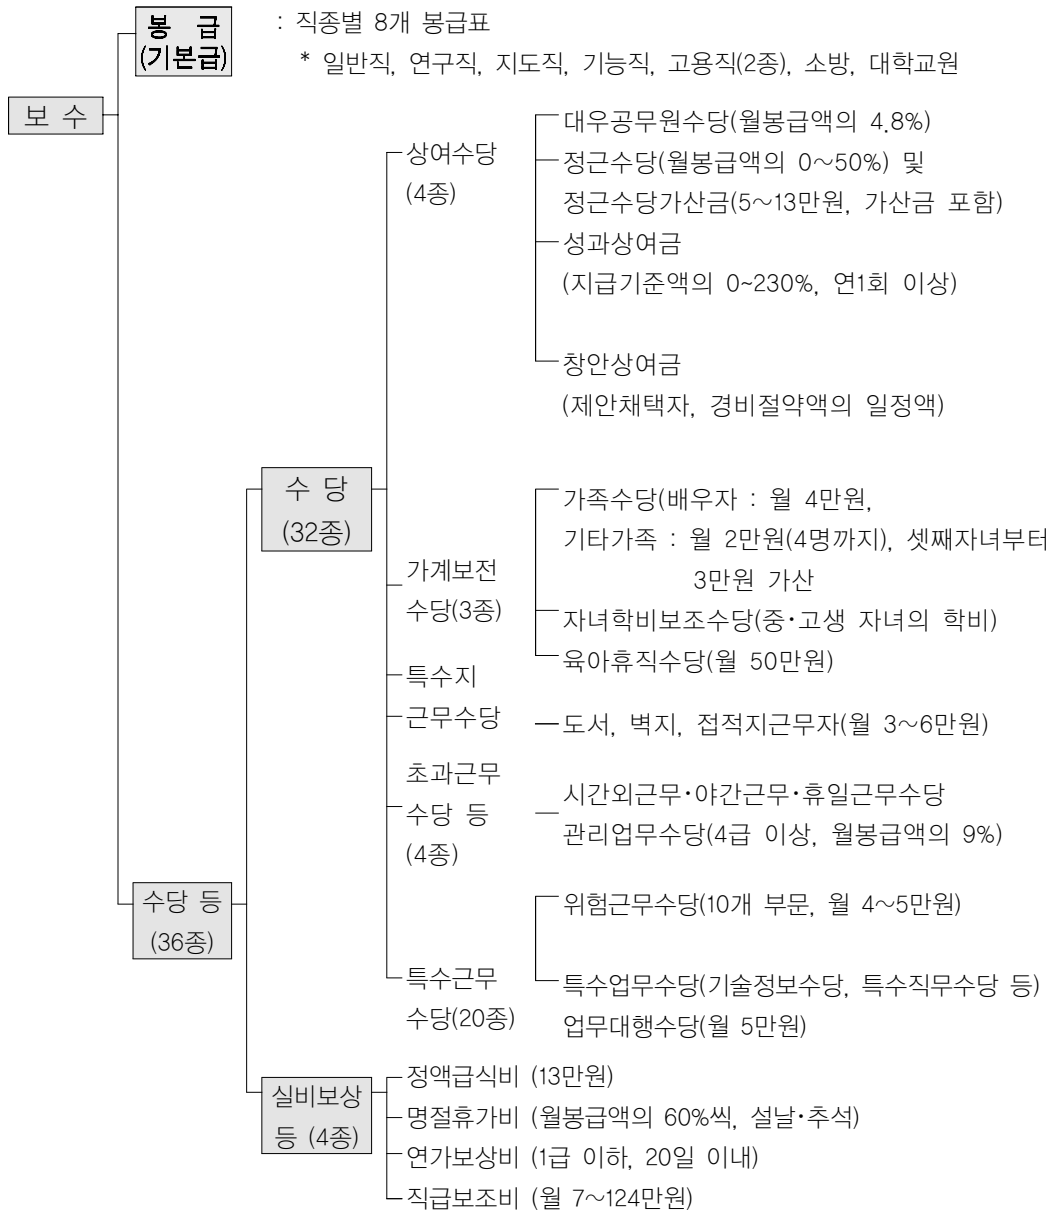 봉 급
(기본급)
: 직종별 8개 봉급표
* 일반직, 연구직, 지도직, 기능직, 고용직(2종), 소방, 대학교원
보 수
상여수당
(4종)
대우공무원수당(월봉급액의 4.8%)
정근수당(월봉급액의 0∼50%) 및
정근수당가산금(5∼13만원, 가산금 포함)
성과상여금
(지급기준액의 0~230%, 연1회 이상)
창안상여금
(제안채택자, 경비절약액의 일정액)
수 당
(32종)
가계보전
수당(3종)
가족수당(배우자 : 월 4만원,
기타가족 : 월 2만원(4명까지), 셋째자녀부터
3만원 가산
자녀학비보조수당(중·고생 자녀의 학비)
육아휴직수당(월 50만원)
특수지
근무수당
도서, 벽지, 접적지근무자(월 3∼6만원)
초과근무
수당 등
(4종)
시간외근무·야간근무·휴일근무수당
관리업무수당(4급 이상, 월봉급액의 9%)
수당 등
(36종)
특수근무
수당(20종)
위험근무수당(10개 부문, 월 4∼5만원)
특수업무수당(기술정보수당, 특수직무수당 등)
업무대행수당(월 5만원)
실비보상
등 (4종)
정액급식비 (13만원)
명절휴가비 (월봉급액의 60%씩, 설날·추석)
연가보상비 (1급 이하, 20일 이내)
직급보조비 (월 7∼124만원)